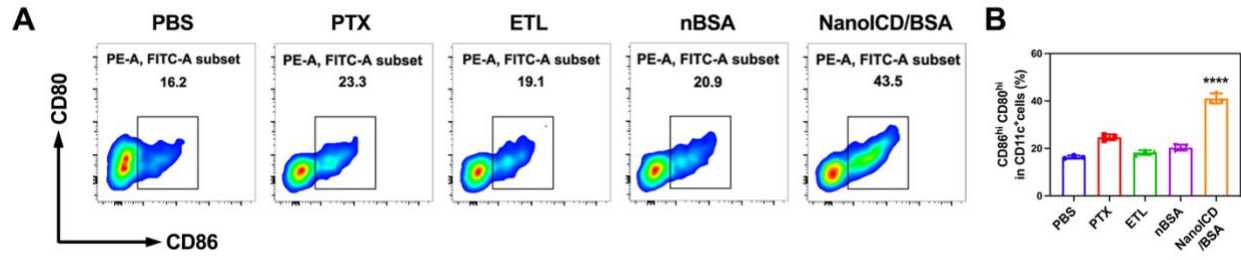 A
PBS
PTX
ETL
nBSA
NanoICD/BSA
PE-A, FITC-A subset
16.2
PE-A, FITC-A subset
23.3
PE-A, FITC-A subset
19.1
PE-A, FITC-A subset
20.9
PE-A, FITC-A subset
43.5
CD80
CD86
B
CD86hi CD80hi
in CD11c+cells (%)
60
40
20
0
****
PBS
PTX
ETL
nBSA
NanoICD
/BSA